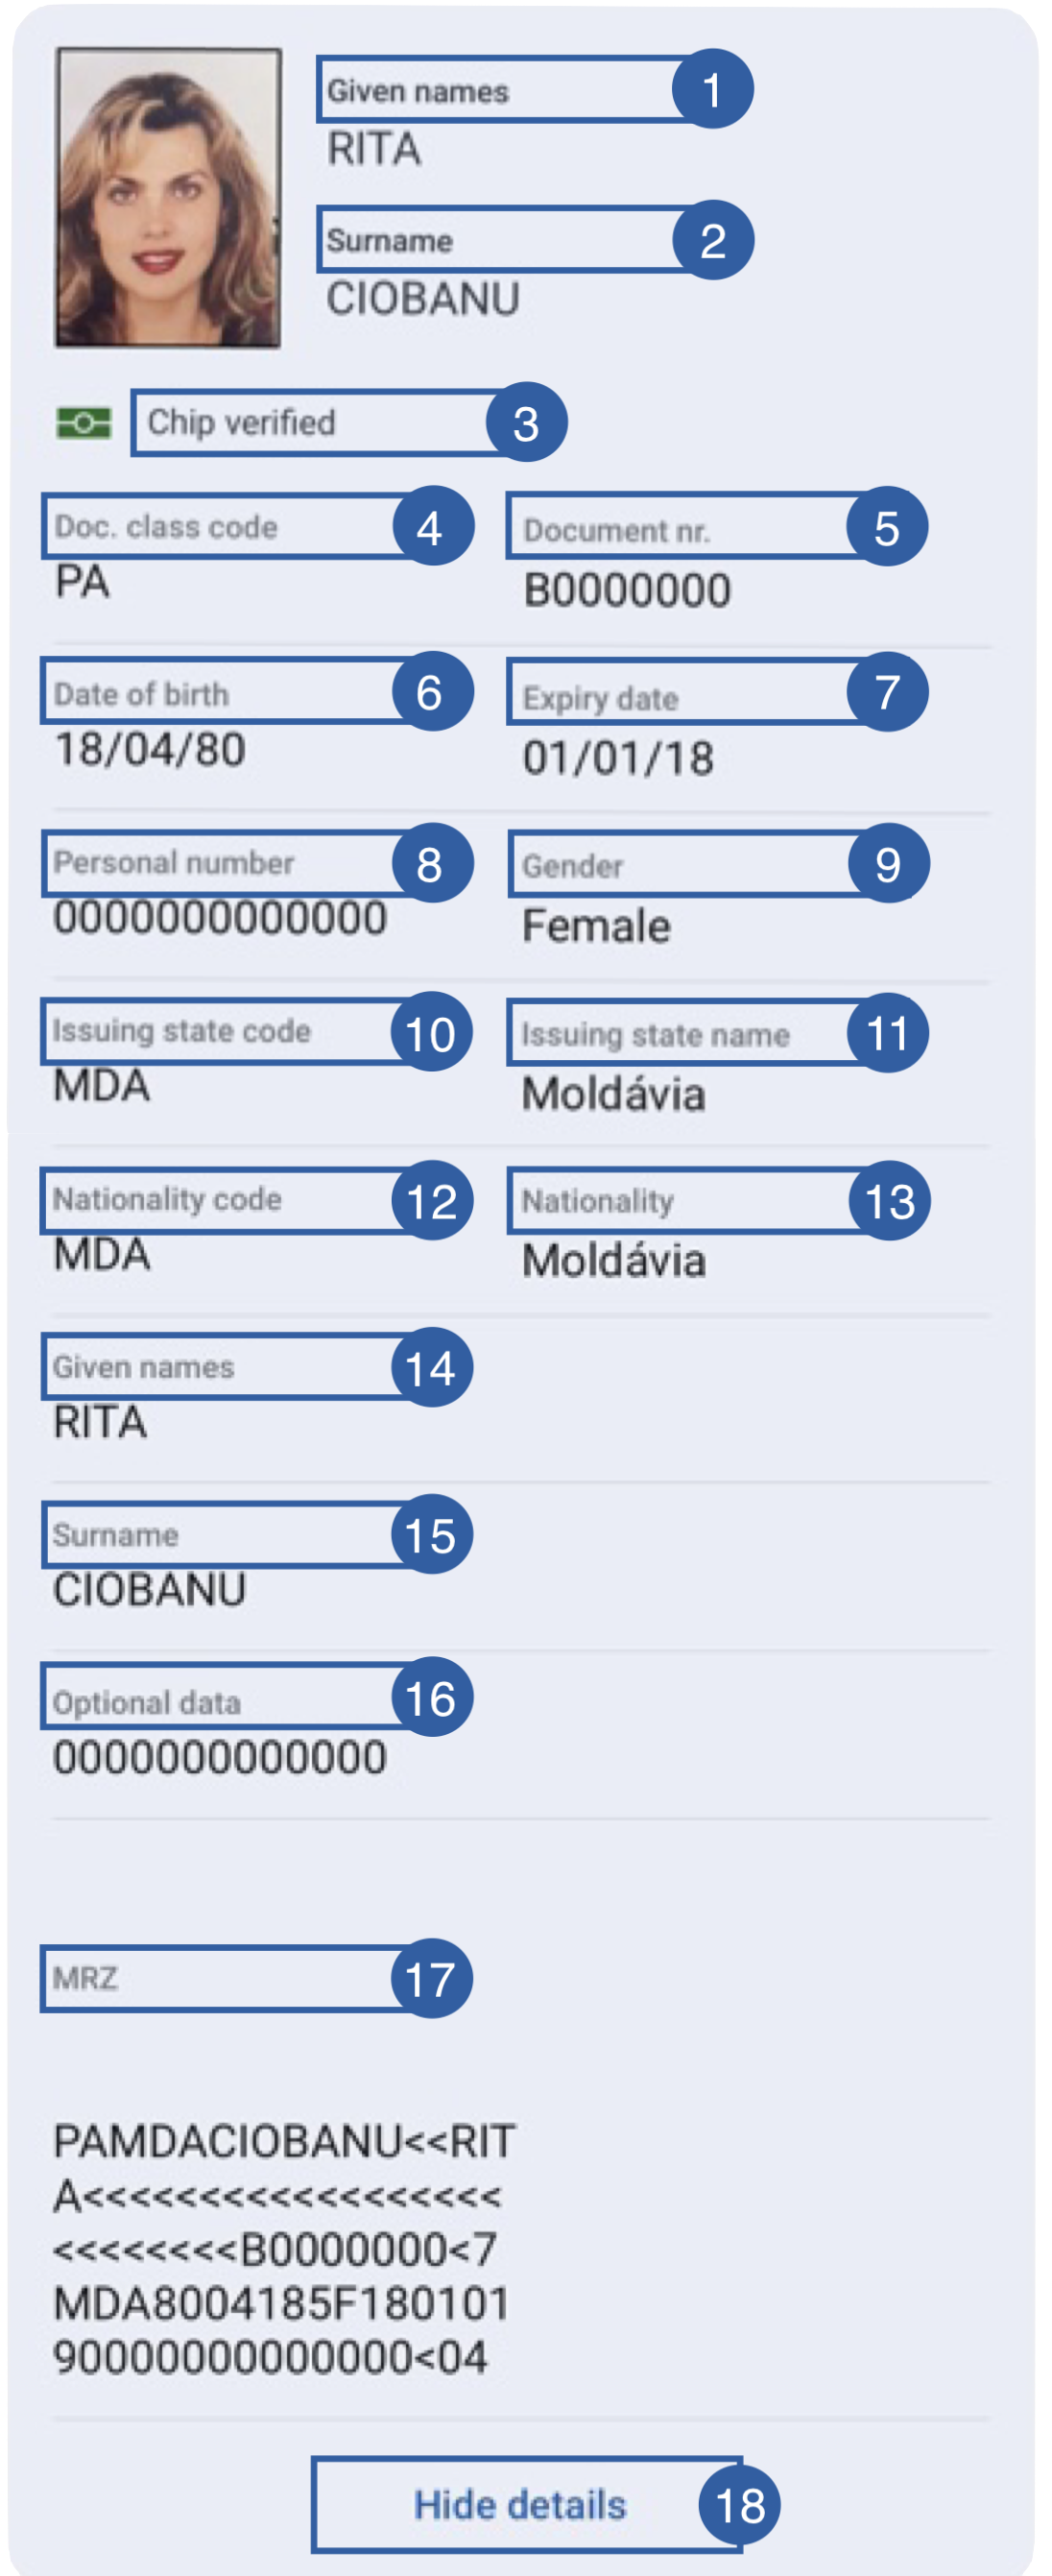 Given names 1
RITA
Surname 2
CIOBANU
Chip verified 3
Doc. class code 4
PA
Document nr. 5
B0000000
Date of birth 6
18/04/80
Expiry date 7
01/01/18
Personal number 8
0000000000000
Gender 9
Female
Issuing state code 10
MDA
Issuing state name 11
Moldávia
Nationality code 12
MDA
Nationality 13
Moldávia
Given names 14
RITA
Surname 15
CIOBANU
Optional data 16
0000000000000
MRZ 17
PAMDACIOBANU<<RIT
A<<<<<<<<<<<<<<<<<<
<<<<<<<<B0000000<7
MDA8004185F180101
90000000000000<04
Hide details 18